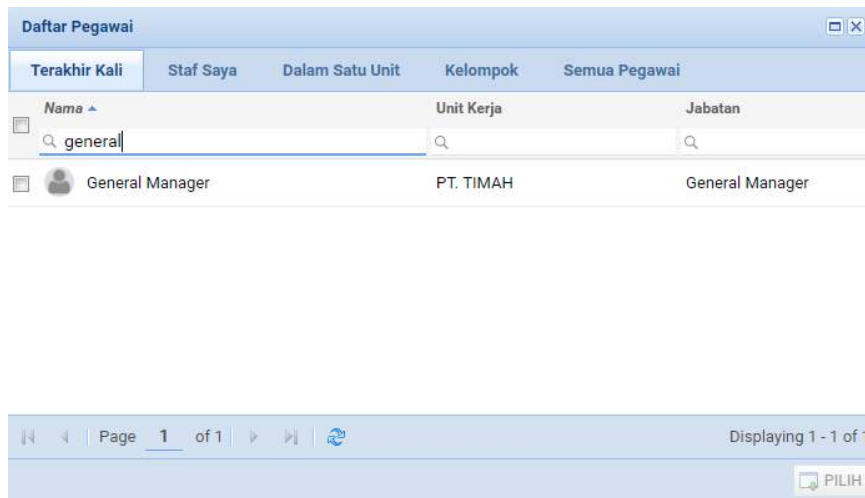 Daftar Pegawai
Terakhir Kali Staf Saya Dalam Satu Unit Kelompok Semua Pegawai
Nama Unit Kerja Jabatan
general
General Manager PT. TIMAH General Manager
Page 1 of 1 Displaying 1 - 1 of 1
PILIH